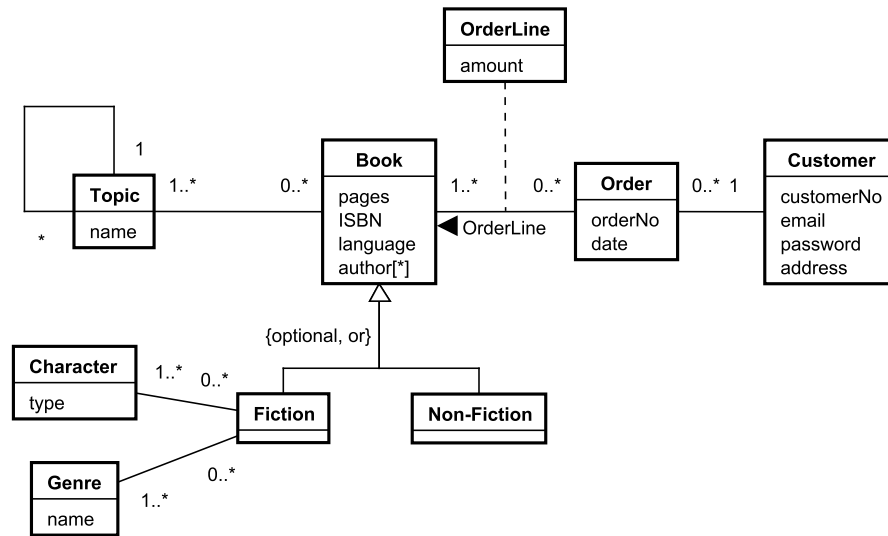 OrderLine
amount
1
Topic
name
*
1..*
0..*
Book
pages
ISBN
language
author[*]
1..*
0..*
OrderLine
Order
orderNo
date
0..*
1
Customer
customerNo
email
password
address
{optional, or}
Character
type
1..*
0..*
Fiction
Non-Fiction
Genre
name
1..*
0..*